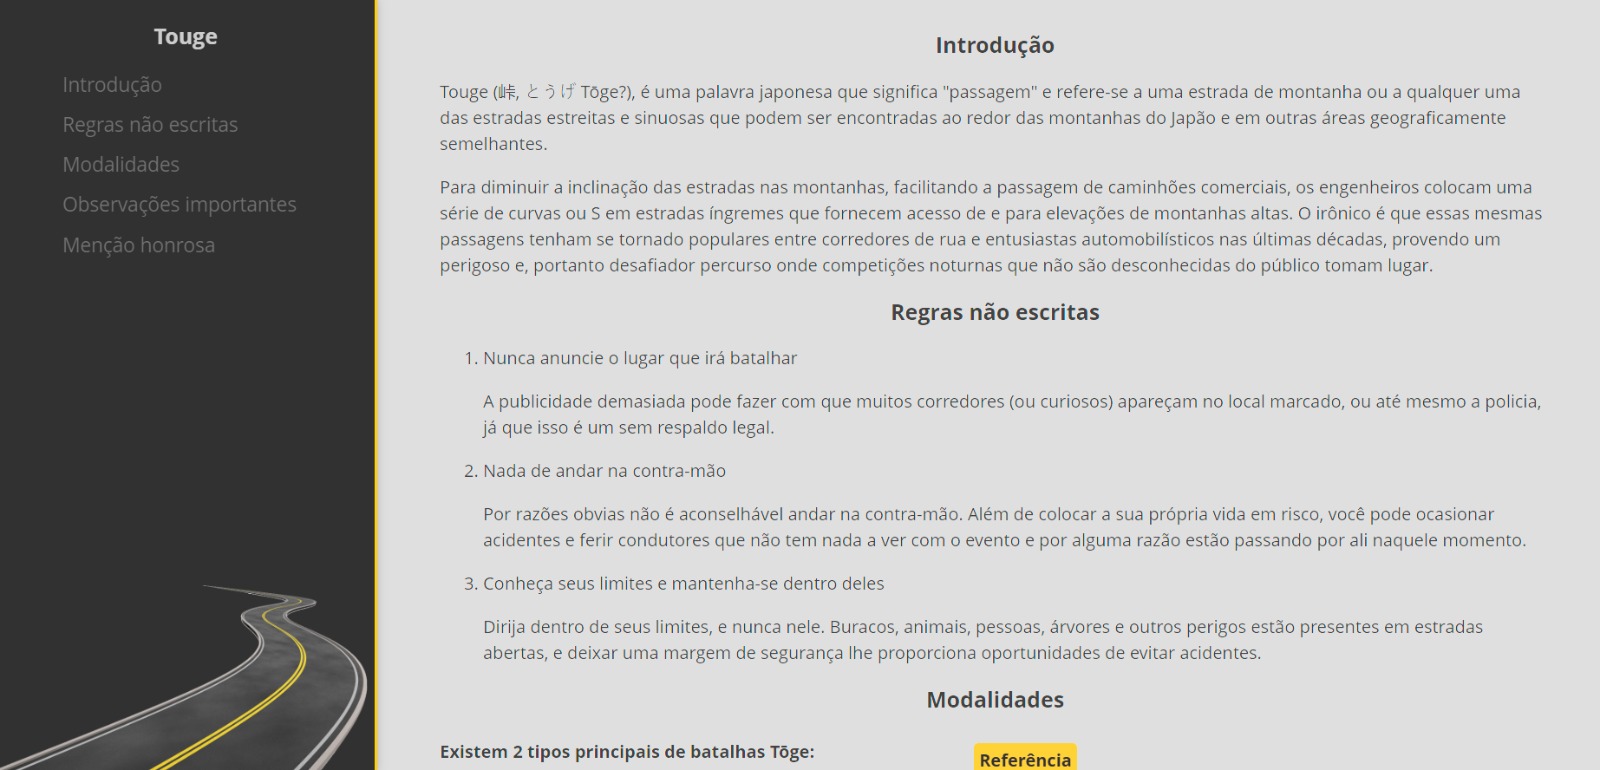 Touge
Introdução
Regras não escritas
Modalidades
Observações importantes
Menção honrosa
Introdução
Touge (峠, とうげ Tōge?), é uma palavra japonesa que significa "passagem" e refere-se a uma estrada de montanha ou a qualquer uma
das estradas estreitas e sinuosas que podem ser encontradas ao redor das montanhas do Japão e em outras áreas geograficamente
semelhantes.
Para diminuir a inclinação das estradas nas montanhas, facilitando a passagem de caminhões comerciais, os engenheiros colocam uma
série de curvas ou S em estradas íngremes que fornecem acesso de e para elevações de montanhas altas. O irônico é que essas mesmas
passagens tenham se tornado populares entre corredores de rua e entusiastas automobilísticos nas últimas décadas, provendo um
perigoso e, portanto desafiador percurso onde competições noturnas que não são desconhecidas do público tomam lugar.
Regras não escritas
1. Nunca anuncie o lugar que irá batalhar
A publicidade demasiada pode fazer com que muitos corredores (ou curiosos) apareçam no local marcado, ou até mesmo a policia,
já que isso é um sem respaldo legal.
2. Nada de andar na contra-mão
Por razões obvias não é aconselhável andar na contra-mão. Além de colocar a sua própria vida em risco, você pode ocasionar
acidentes e ferir condutores que não tem nada a ver com o evento e por alguma razão estão passando por ali naquele momento.
3. Conheça seus limites e mantenha-se dentro deles
Dirija dentro de seus limites, e nunca nele. Buracos, animais, pessoas, árvores e outros perigos estão presentes em estradas
abertas, e deixar uma margem de segurança lhe proporciona oportunidades de evitar acidentes.
Modalidades
Existem 2 tipos principais de batalhas Tōge:
Referência